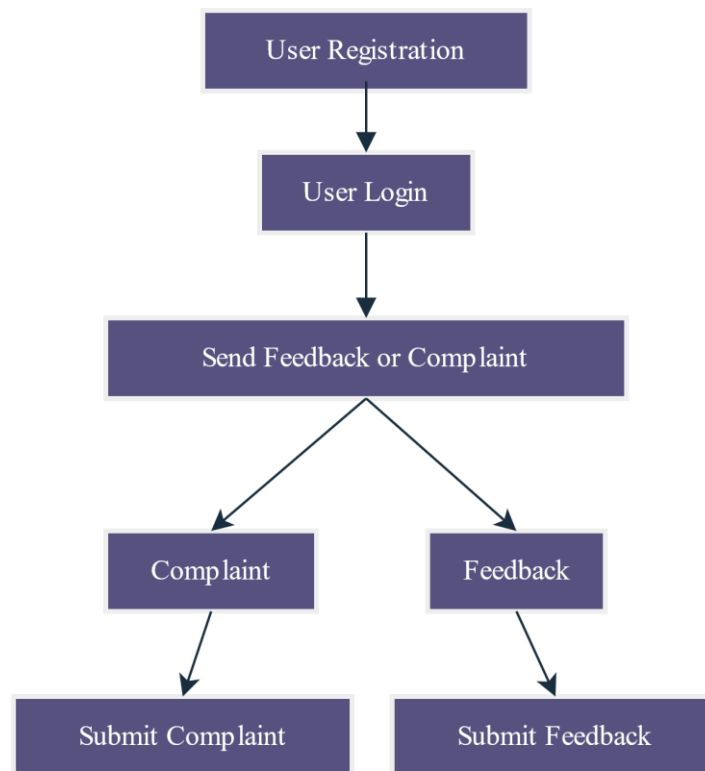 User Registration
User Login
Send Feedback or Complaint
Complaint
Feedback
Submit Complaint
Submit Feedback